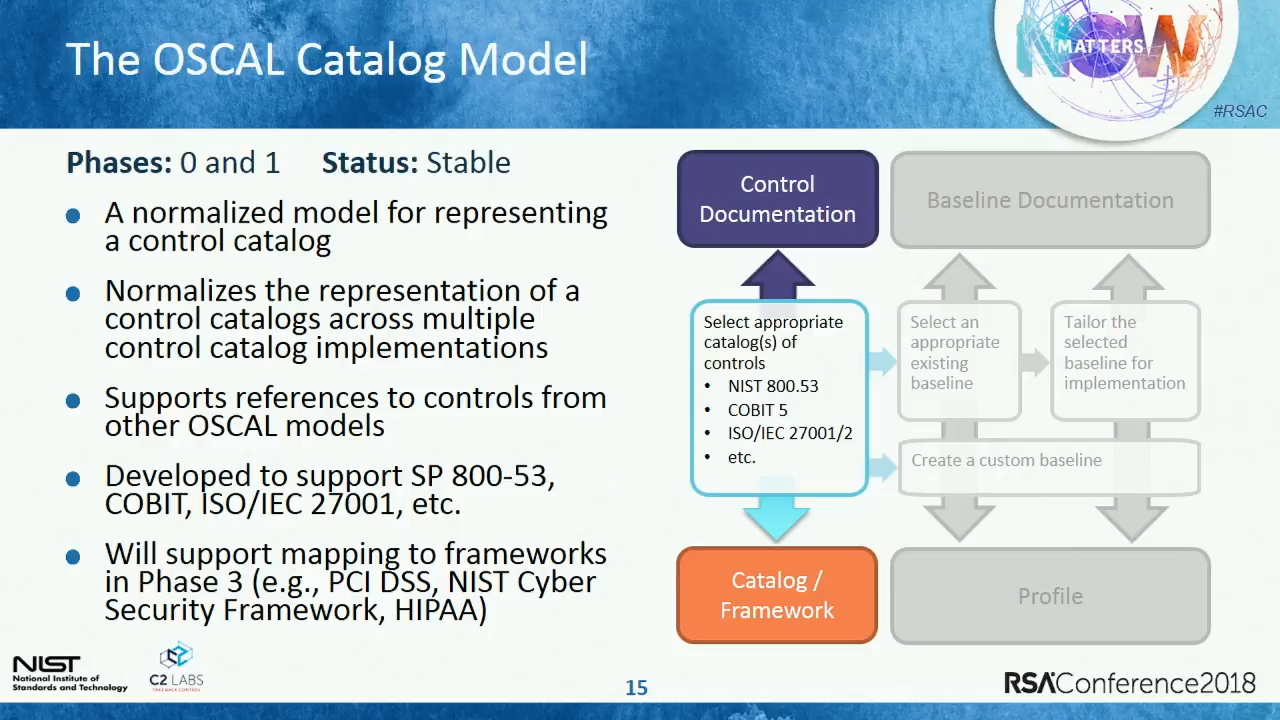 The OSCAL Catalog Model
NOW
MATTERS
#RSAC
Phases: 0 and 1 Status: Stable
A normalized model for representing
a control catalog
Normalizes the representation of a
control catalogs across multiple
control catalog implementations
Supports references to controls from
other OSCAL models
Developed to support SP 800-53,
COBIT, ISO/IEC 27001, etc.
Will support mapping to frameworks
in Phase 3 (e.g., PCI DSS, NIST Cyber
Security Framework, HIPAA)
Control
Documentation
Baseline Documentation
Select appropriate
catalog(s) of
controls
• NIST 800.53
• COBIT 5
• ISO/IEC 27001/2
• etc.
Select an
appropriate
existing
baseline
Tailor the
selected
baseline for
implementation
Create a custom baseline
Catalog /
Framework
Profile
NIST
National Institute of
Standards and Technology
C2 LABS
TAKE BACK CONTROL
15
RSAConference2018